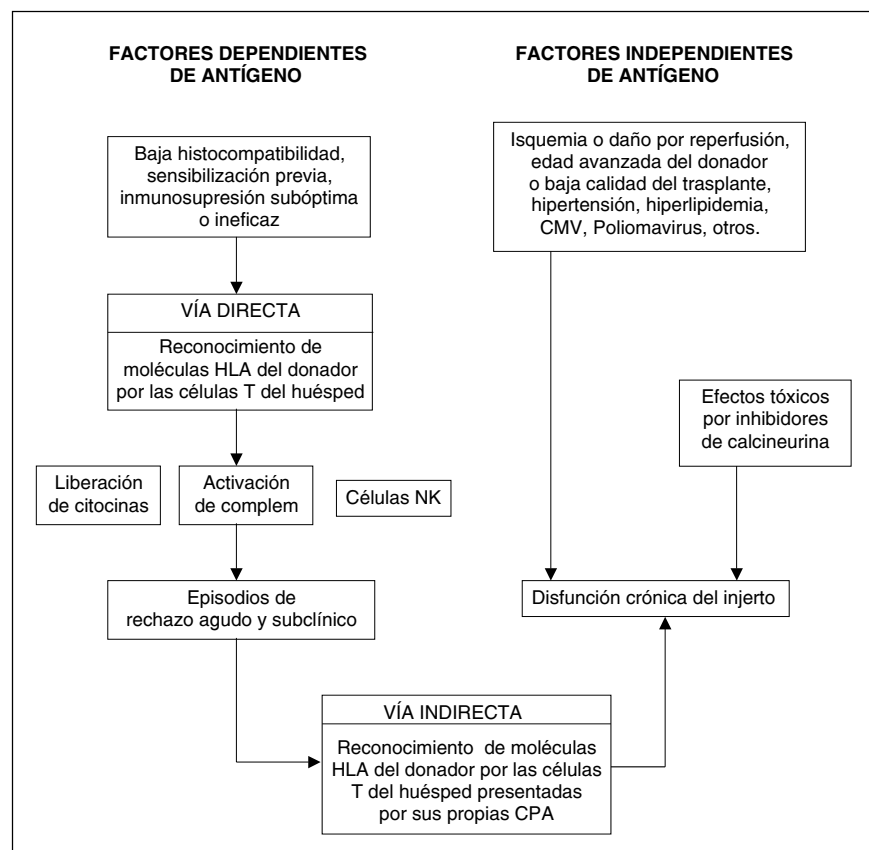 FACTORES DEPENDIENTES
DE ANTÍGENO
FACTORES INDEPENDIENTES
DE ANTÍGENO
Baja histocompatibilidad,
sensibilización previa,
inmunosupresión subóptima
o ineficaz
Isquemia o daño por reperfusión,
edad avanzada del donador
o baja calidad del trasplante,
hipertensión, hiperlipidemia,
CMV, Poliomavirus, otros.
VÍA DIRECTA
Reconocimiento de
moléculas HLA del donador
por las células T del huésped
Efectos tóxicos
por inhibidores
de calcineurina
Liberación
de citocinas
Activación
de complem
Células NK
Episodios de
rechazo agudo y subclínico
Disfunción crónica del injerto
VÍA INDIRECTA
Reconocimiento de moléculas
HLA del donador por las células
T del huésped presentadas
por sus propias CPA